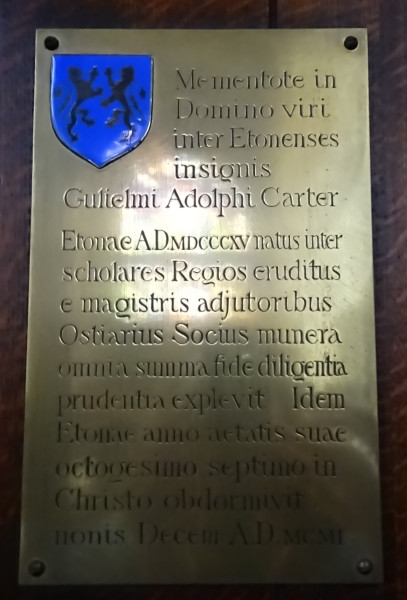 Mementote in
Domino viri
inter Etonenses
insignis
Gulielmi Adolphi Carter
Etonae A.D. MDCCCXV natus inter
scholares Regios eruditus
e magistris adjutoribus
Ostiarius Socius munera
omnia summa fide diligentia
prudentia explevit Idem
Etonae anno aetatis suae
octogesimo septimo in
Christo obdormivit
nonis Decem A.D. MCMI